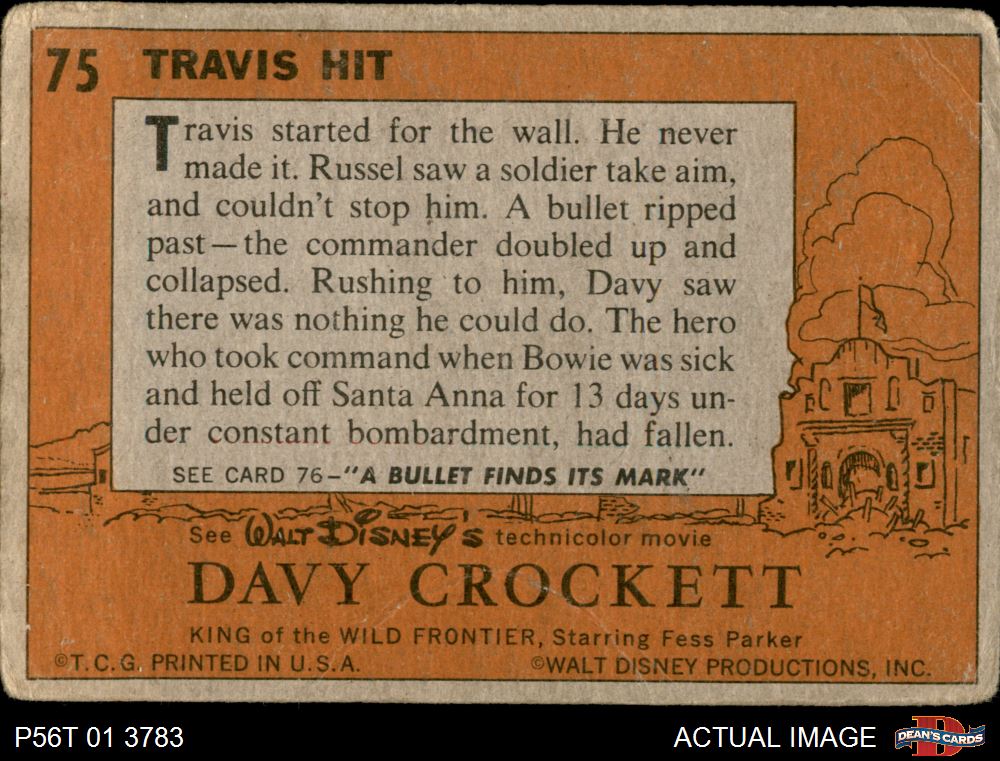 75 TRAVIS HIT
Travis started for the wall. He never
made it. Russel saw a soldier take aim,
and couldn't stop him. A bullet ripped
past—the commander doubled up and
collapsed. Rushing to him, Davy saw
there was nothing he could do. The hero
who took command when Bowie was sick
and held off Santa Anna for 13 days un-
der constant bombardment, had fallen.
SEE CARD 76–"A BULLET FINDS ITS MARK"
See WALT DISNEY'S technicolor movie
DAVY CROCKETT
KING of the WILD FRONTIER, Starring Fess Parker
©T.C.G. PRINTED IN U.S.A. ©WALT DISNEY PRODUCTIONS, INC.
P56T 01 3783 ACTUAL IMAGE D DEAN'S CARDS